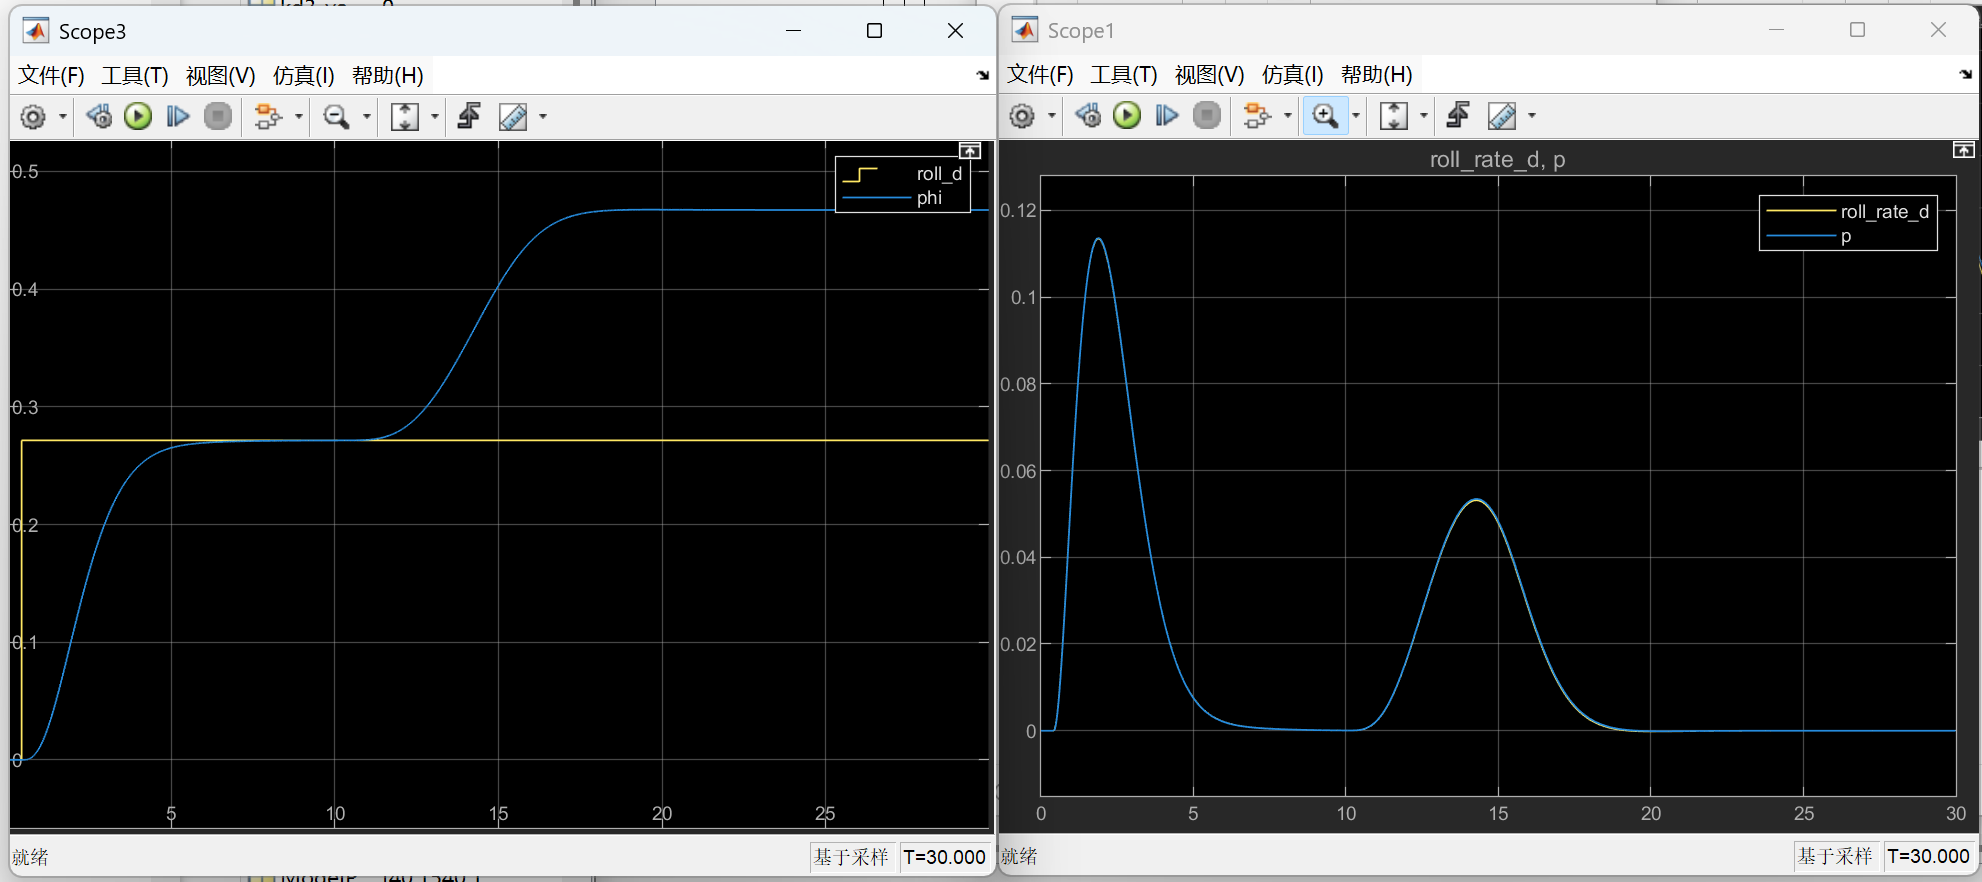 Scope3
文件(F) 工具(T) 视图(V) 仿真(I) 帮助(H)
roll_d
phi
0.5
0.4
0.3
0.2
0.1
0
5 10 15 20 25
就绪 基于采样 T=30.000
Scope1
文件(F) 工具(T) 视图(V) 仿真(I) 帮助(H)
roll_rate_d, p
roll_rate_d
p
0.12
0.1
0.08
0.06
0.04
0.02
0
0 5 10 15 20 25 30
就绪 基于采样 T=30.000